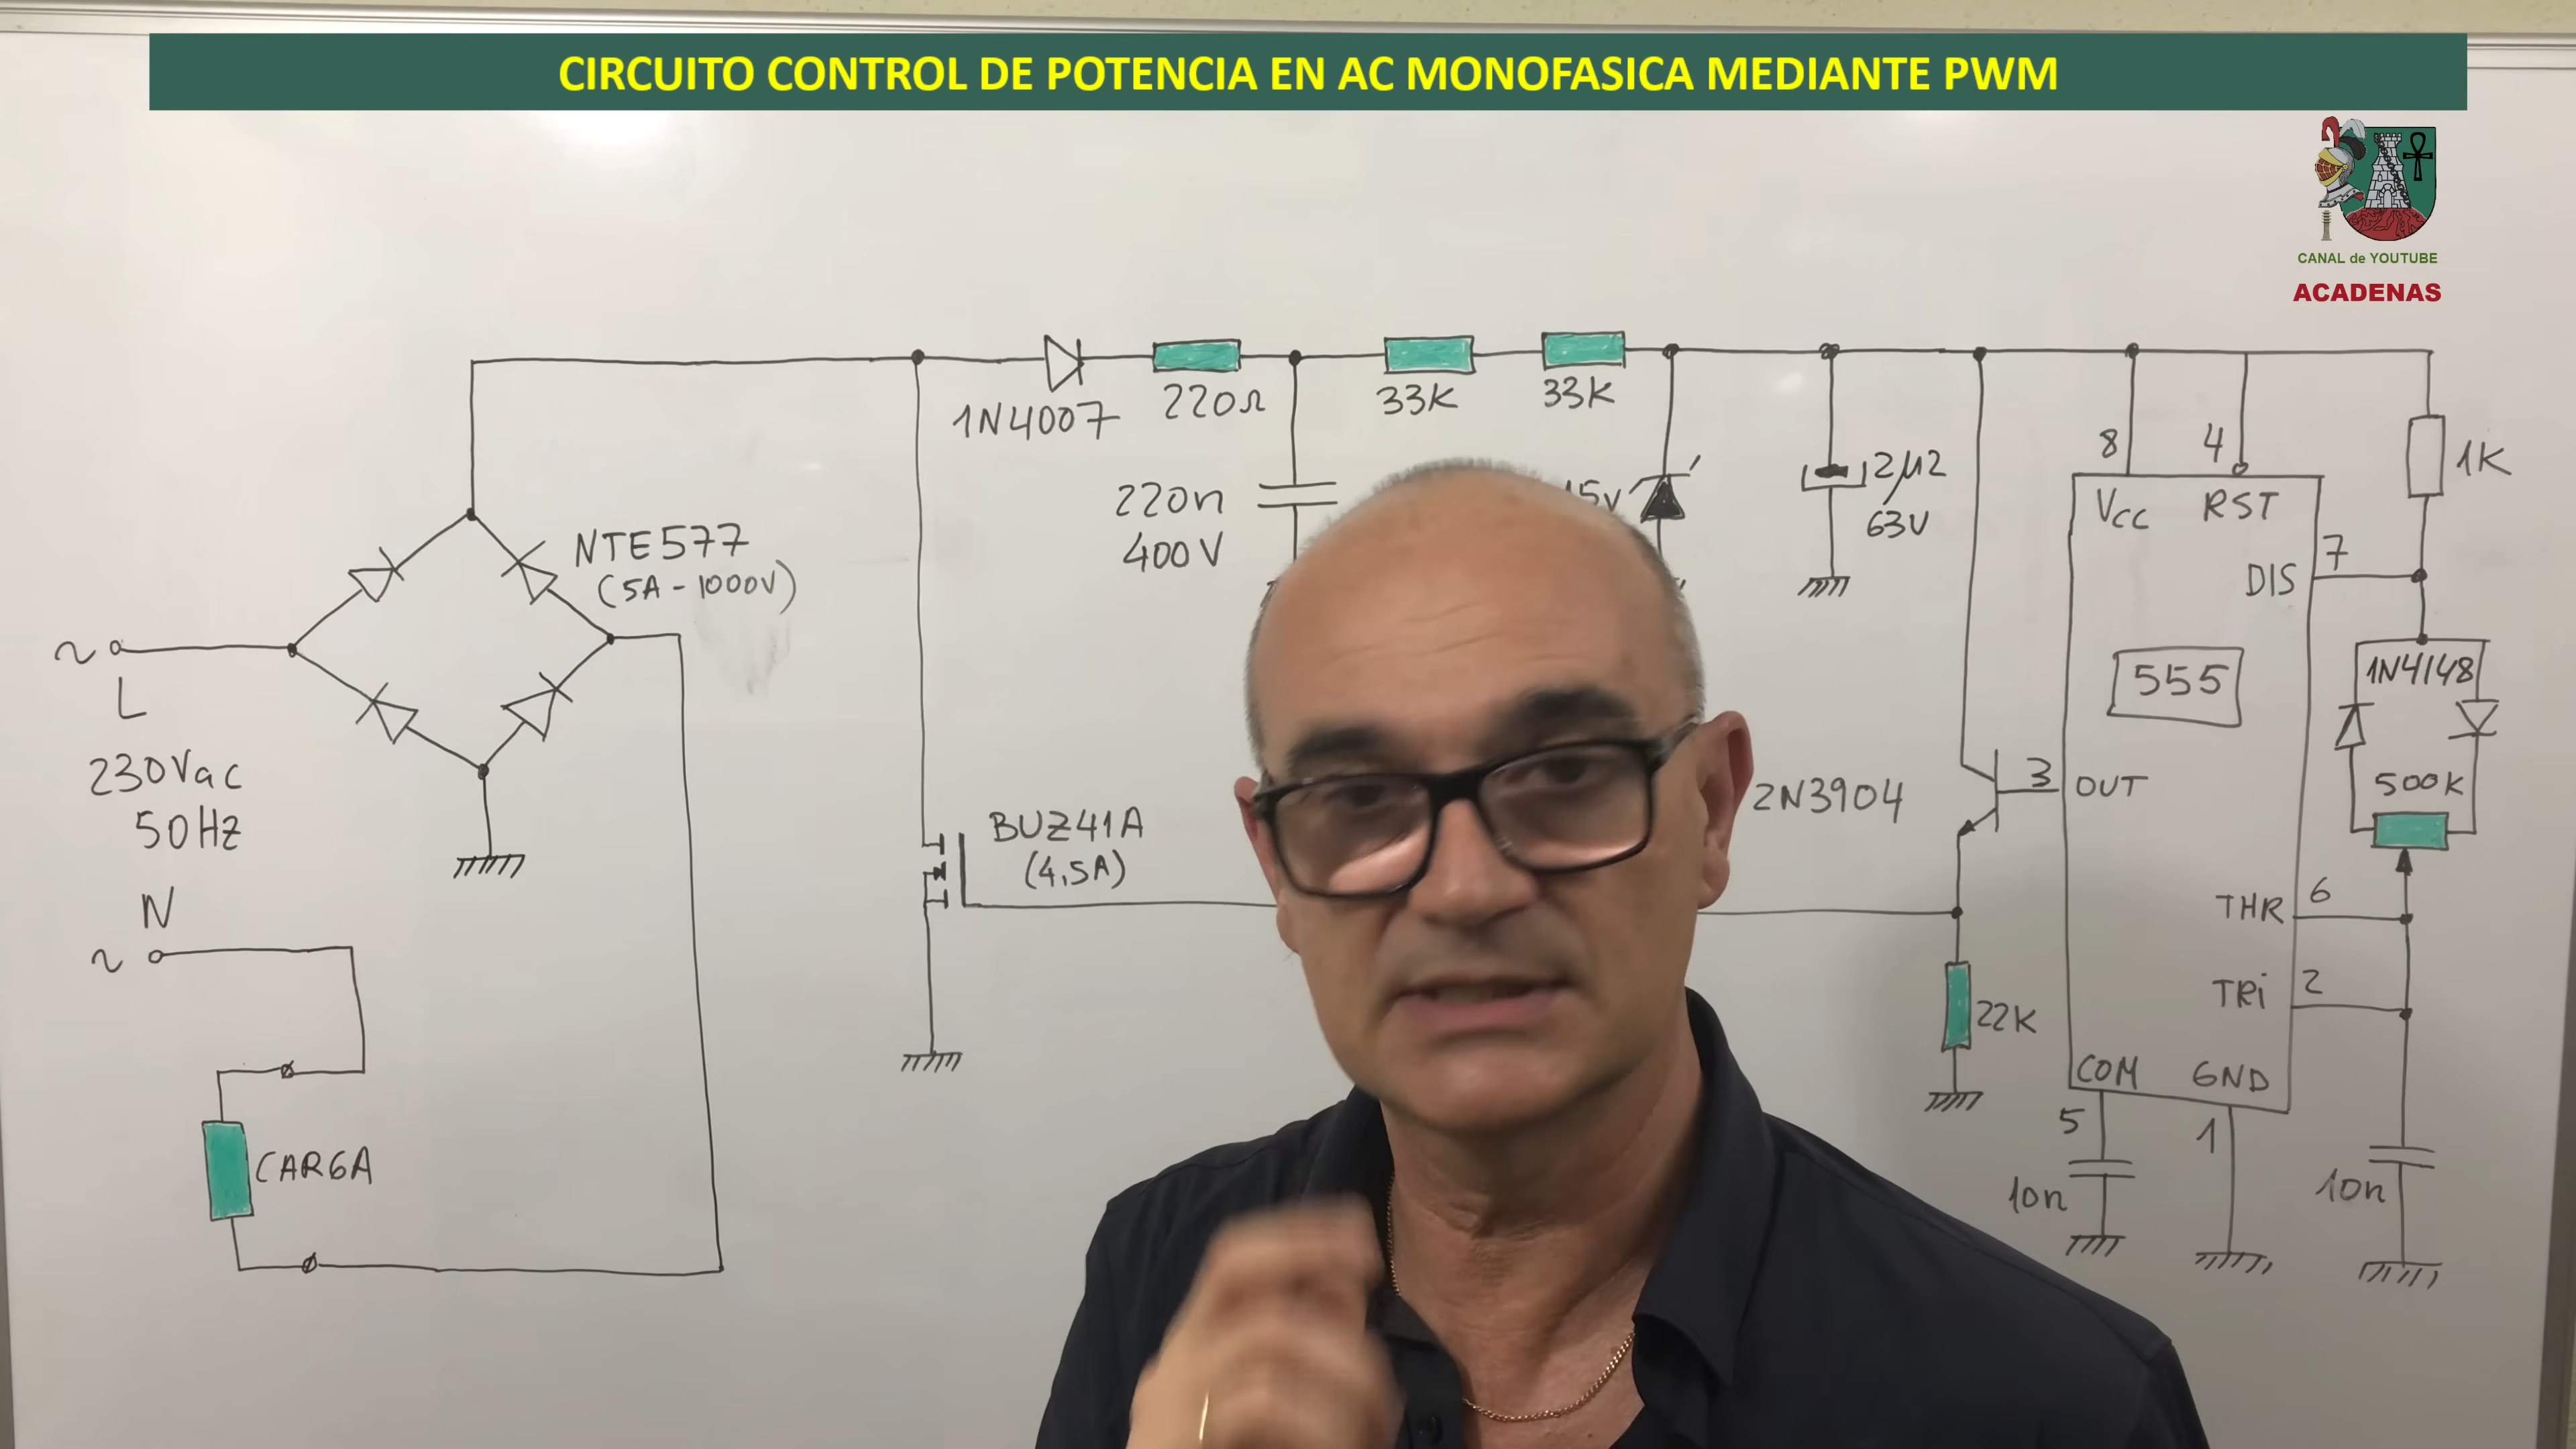 CIRCUITO CONTROL DE POTENCIA EN AC MONOFASICA MEDIANTE PWM
CANAL de YOUTUBE
ACADENAS
1N4007
220Ω
33K
33K
220n
400V
15V
2µ2
63V
8
4
1K
VCC
RST
7
DIS
NTE577
(5A-1000V)
~
L
230Vac
50Hz
N
~
555
1N4148
500K
BUZ41A
(4,5A)
2N3904
3
OUT
THR
6
TRi
2
22K
COM
GND
5
1
10n
10n
CARGA